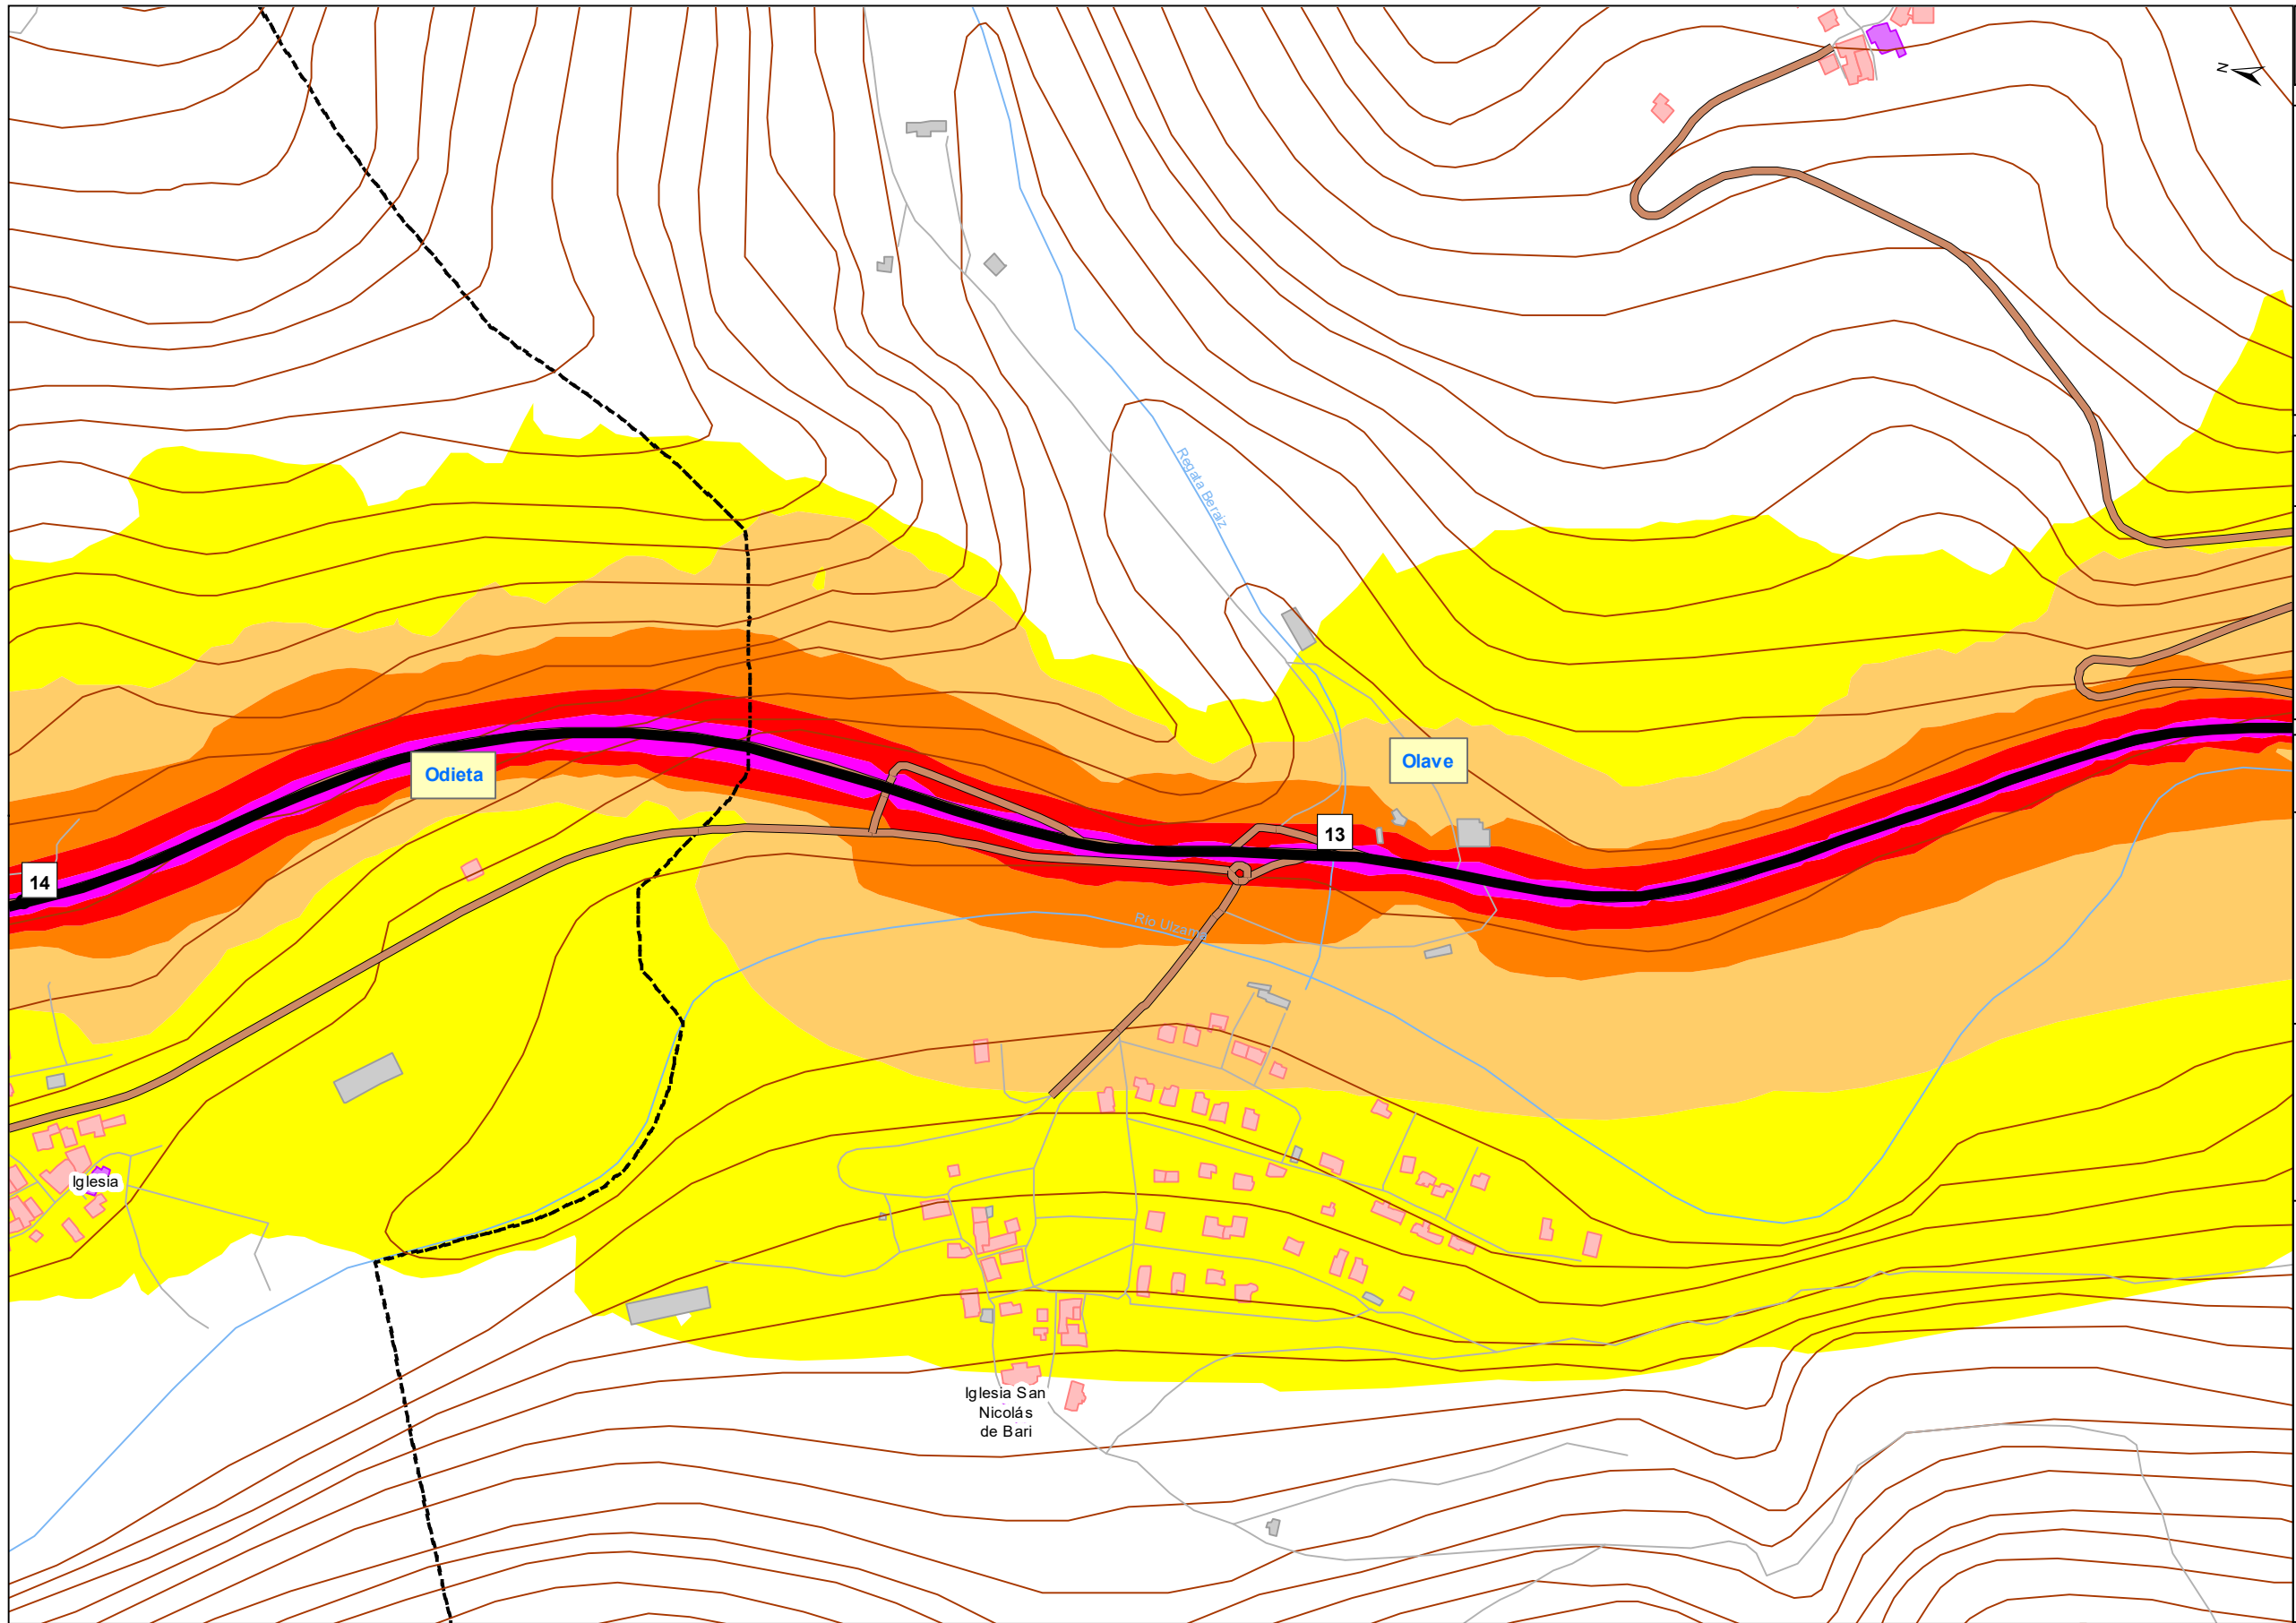 N
Regata Beraiz
Odieta
Olave
13
14
Río Ulzama
Iglesia
Iglesia San
Nicolás
de Bari